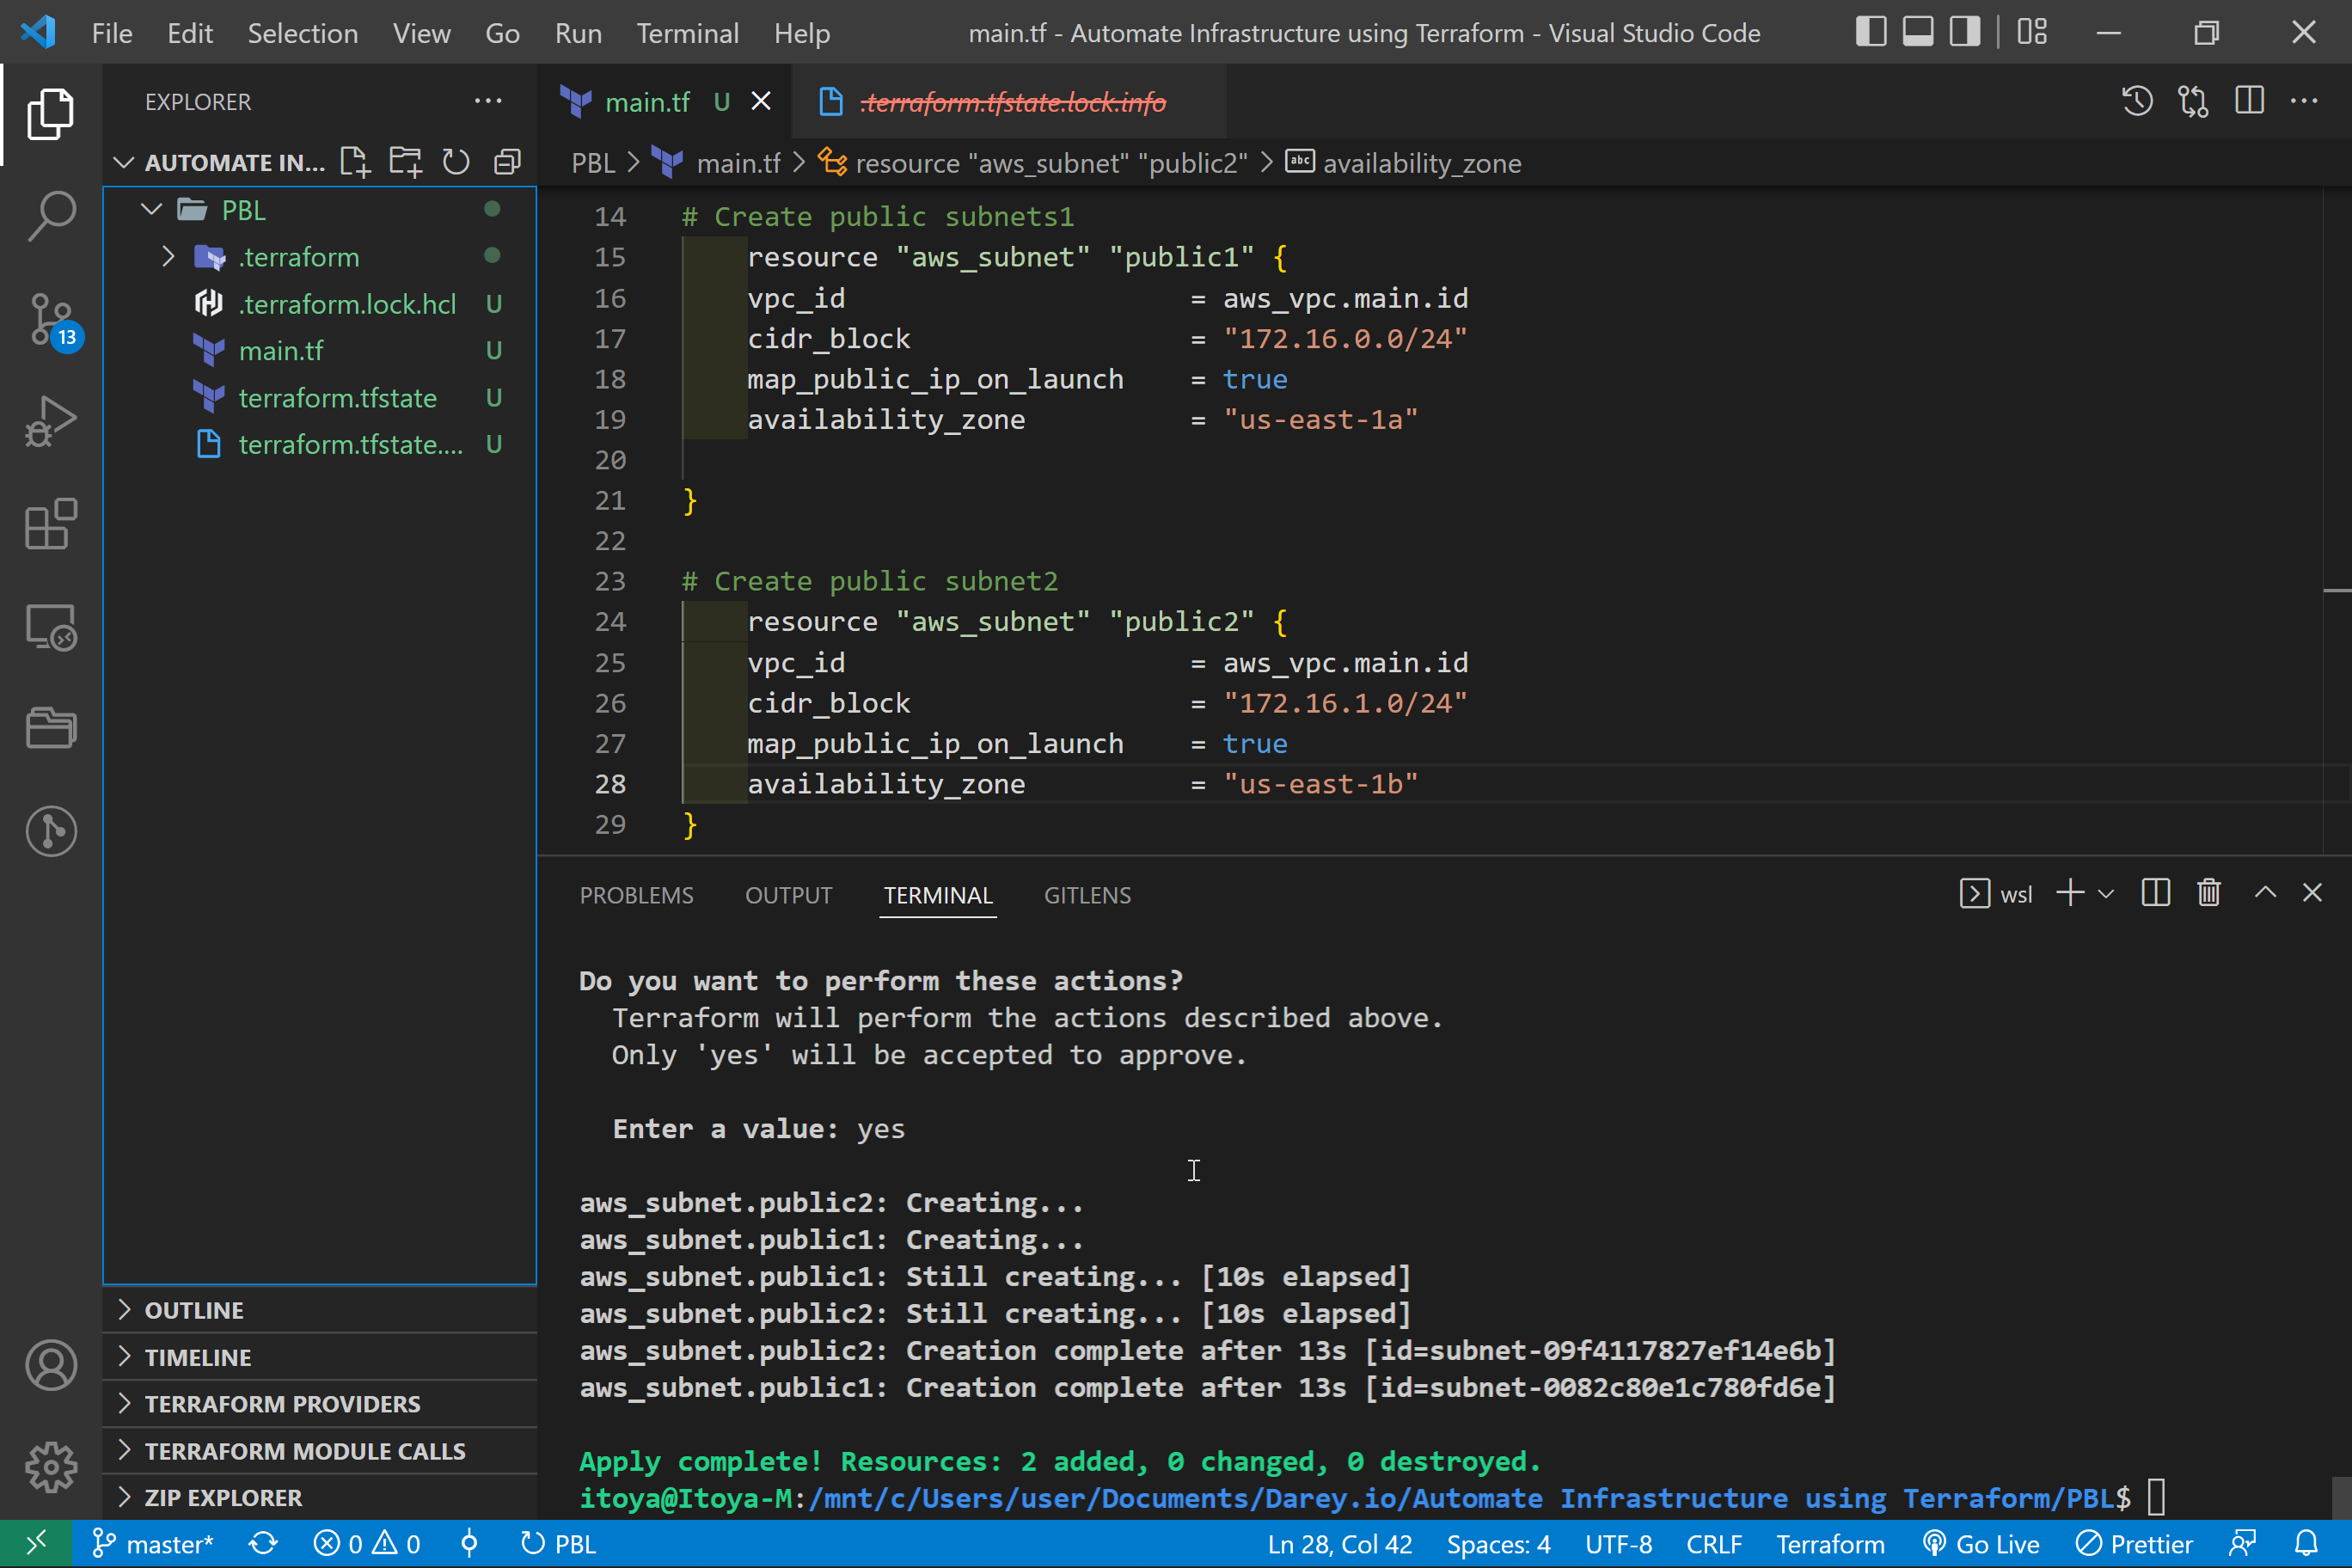 File Edit Selection View Go Run Terminal Help main.tf - Automate Infrastructure using Terraform - Visual Studio Code
EXPLORER
AUTOMATE IN...
PBL
.terraform
.terraform.lock.hcl U
main.tf U
terraform.tfstate U
terraform.tfstate.... U
13
OUTLINE
TIMELINE
TERRAFORM PROVIDERS
TERRAFORM MODULE CALLS
ZIP EXPLORER
main.tf U .terraform.tfstate.lock.info
PBL main.tf resource "aws_subnet" "public2" abc availability_zone
14 # Create public subnets1
15 resource "aws_subnet" "public1" {
16 vpc_id = aws_vpc.main.id
17 cidr_block = "172.16.0.0/24"
18 map_public_ip_on_launch = true
19 availability_zone = "us-east-1a"
20
21 }
22
23 # Create public subnet2
24 resource "aws_subnet" "public2" {
25 vpc_id = aws_vpc.main.id
26 cidr_block = "172.16.1.0/24"
27 map_public_ip_on_launch = true
28 availability_zone = "us-east-1b"
29 }
PROBLEMS OUTPUT TERMINAL GITLENS wsl
Do you want to perform these actions?
Terraform will perform the actions described above.
Only 'yes' will be accepted to approve.
Enter a value: yes
aws_subnet.public2: Creating...
aws_subnet.public1: Creating...
aws_subnet.public1: Still creating... [10s elapsed]
aws_subnet.public2: Still creating... [10s elapsed]
aws_subnet.public2: Creation complete after 13s [id=subnet-09f4117827ef14e6b]
aws_subnet.public1: Creation complete after 13s [id=subnet-0082c80e1c780fd6e]
Apply complete! Resources: 2 added, 0 changed, 0 destroyed.
itoya@Itoya-M:/mnt/c/Users/user/Documents/Darey.io/Automate Infrastructure using Terraform/PBL$
master* 0 0 PBL Ln 28, Col 42 Spaces: 4 UTF-8 CRLF Terraform Go Live Prettier